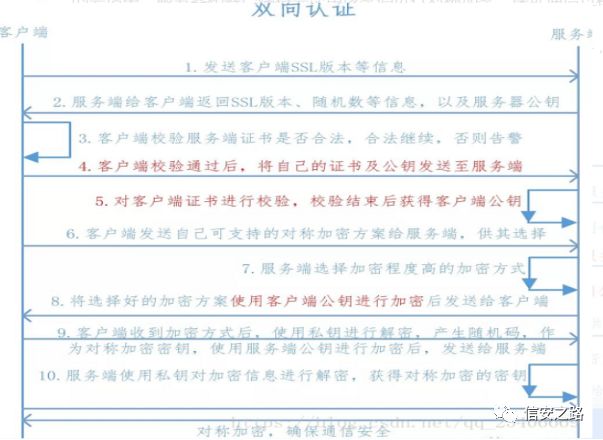 双向认证
客户端
服务端
1. 发送客户端SSL版本等信息
2. 服务端给客户端返回SSL版本、随机数等信息，以及服务器公钥
3. 客户端校验服务端证书是否合法，合法继续，否则告警
4. 客户端校验通过后，将自己的证书及公钥发送至服务端
5. 对客户端证书进行校验，校验结束后获得客户端公钥
6. 客户端发送自己可支持的对称加密方案给服务端，供其选择
7. 服务端选择加密程度高的加密方式
8. 将选择好的加密方案使用客户端公钥进行加密后发送给客户端
9. 客户端收到加密方式后，使用私钥进行解密，产生随机码，作
为对称加密密钥，使用服务端公钥进行加密后，发送给服务端
10. 服务端使用私钥对加密信息进行解密，获得对称加密的密钥
对称加密，确保通信安全
信安之路